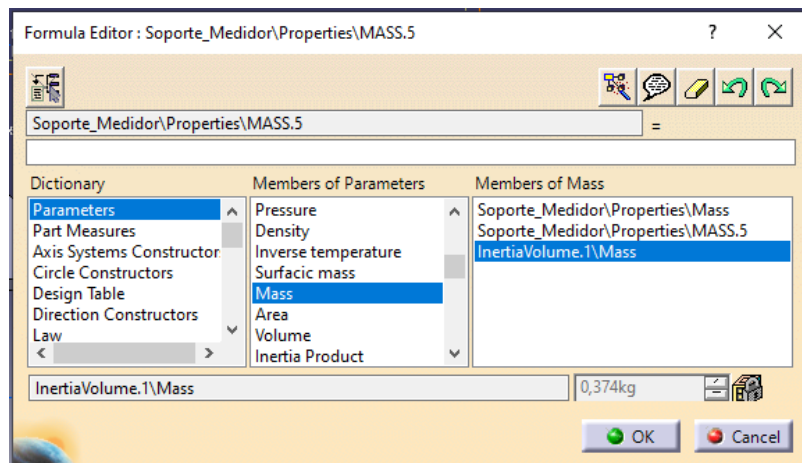 Formula Editor : Soporte_Medidor\Properties\MASS.5 ?
Soporte_Medidor\Properties\MASS.5 =
Dictionary Members of Parameters Members of Mass
Parameters Pressure Soporte_Medidor\Properties\Mass
Part Measures Density Soporte_Medidor\Properties\MASS.5
Axis Systems Constructor Inverse temperature InertiaVolume.1\Mass
Circle Constructors Surfacic mass
Design Table Mass
Direction Constructors Area
Law Volume
Inertia Product
InertiaVolume.1\Mass 0,374kg
OK Cancel